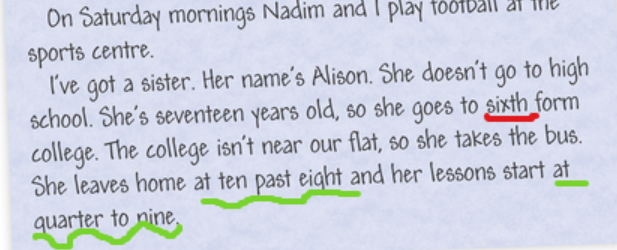 On Saturday mornings Nadim and I play football at the
sports centre.
I've got a sister. Her name's Alison. She doesn't go to high
school. She's seventeen years old, so she goes to sixth form
college. The college isn't near our flat, so she takes the bus.
She leaves home at ten past eight and her lessons start at
quarter to nine.